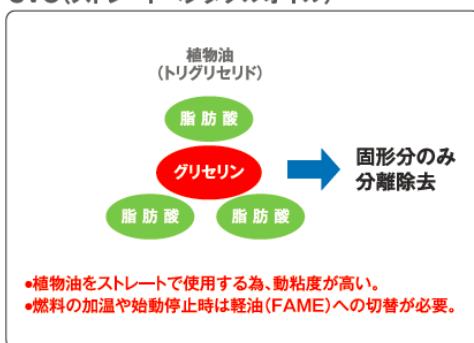 植物油
(トリグリセリド)
脂肪酸
グリセリン
固形分のみ
分離除去
脂肪酸
脂肪酸
•植物油をストレートで使用する為、動粘度が高い。
•燃料の加温や始動停止時は軽油(FAME)への切替が必要。